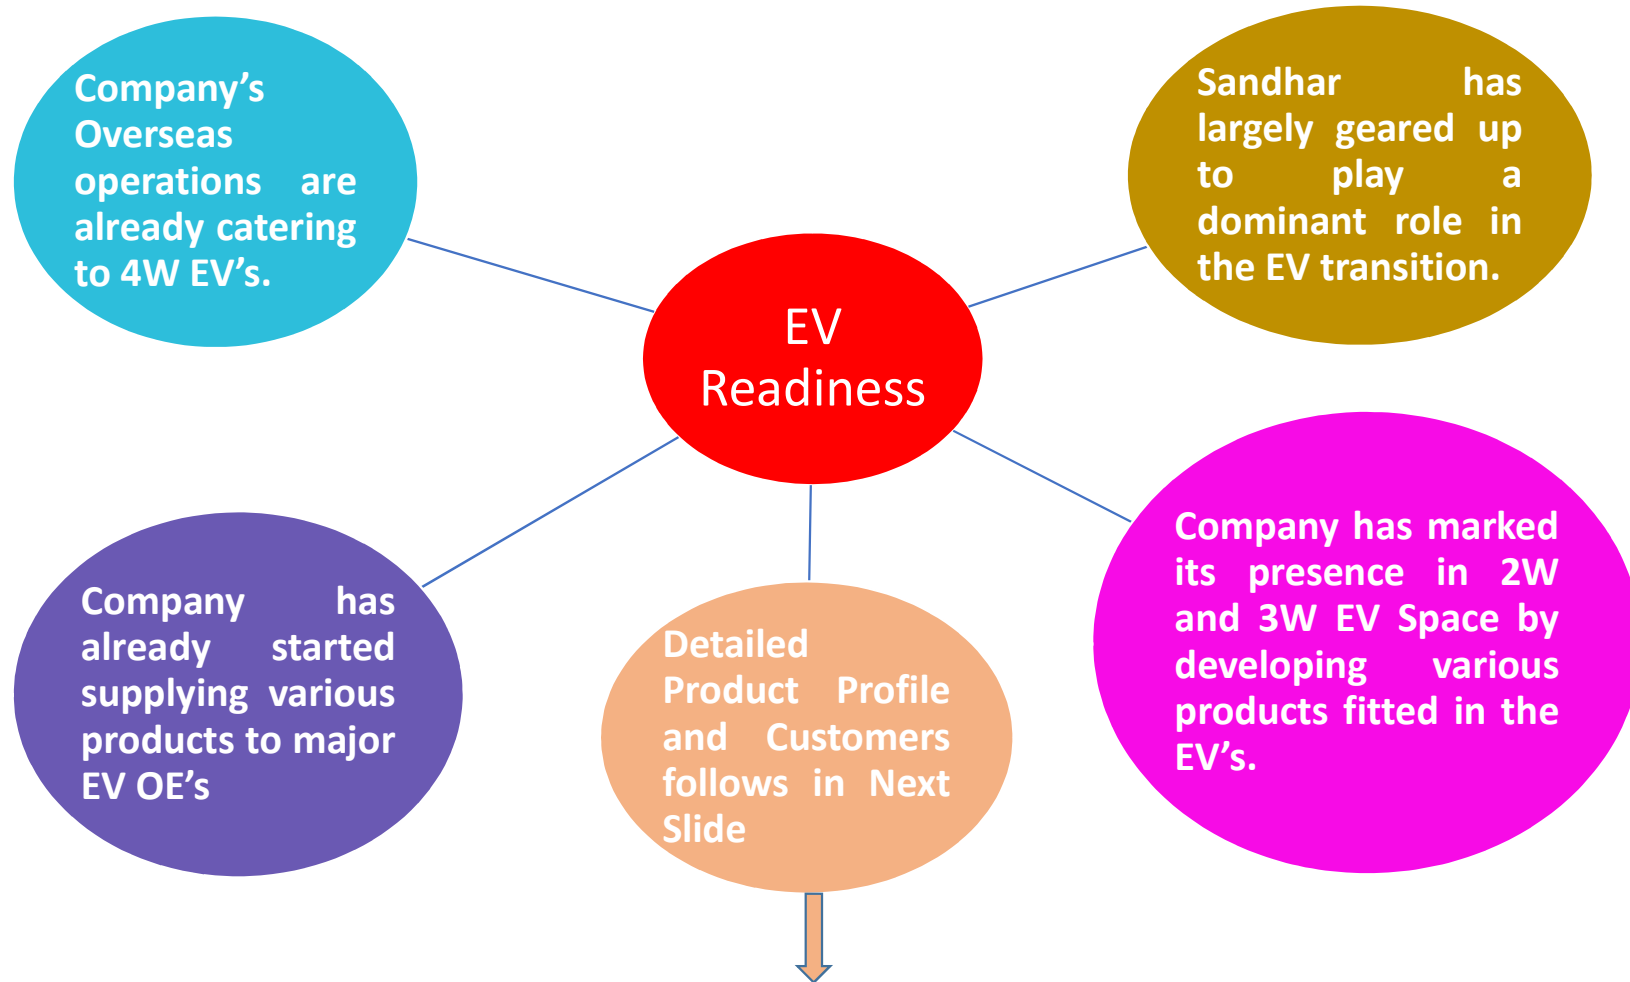 Company’s
Overseas
operations are
already catering
to 4W EV’s.
Sandhar has
largely geared up
to play a
dominant role in
the EV transition.
EV
Readiness
Company has
already started
supplying various
products to major
EV OE’s
Detailed
Product Profile
and Customers
follows in Next
Slide
Company has marked
its presence in 2W
and 3W EV Space by
developing various
products fitted in the
EV’s.